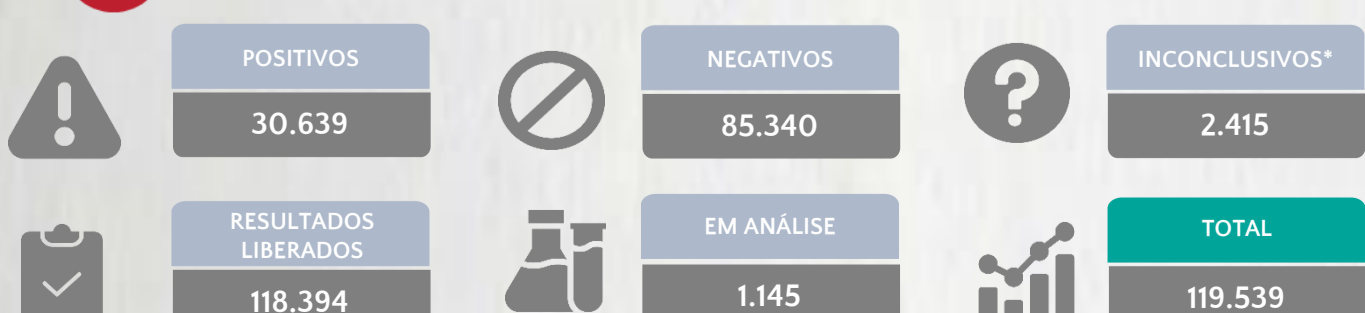 POSITIVOS
30.639
NEGATIVOS
85.340
INCONCLUSIVOS*
2.415
RESULTADOS
LIBERADOS
118.394
EM ANÁLISE
1.145
TOTAL
119.539